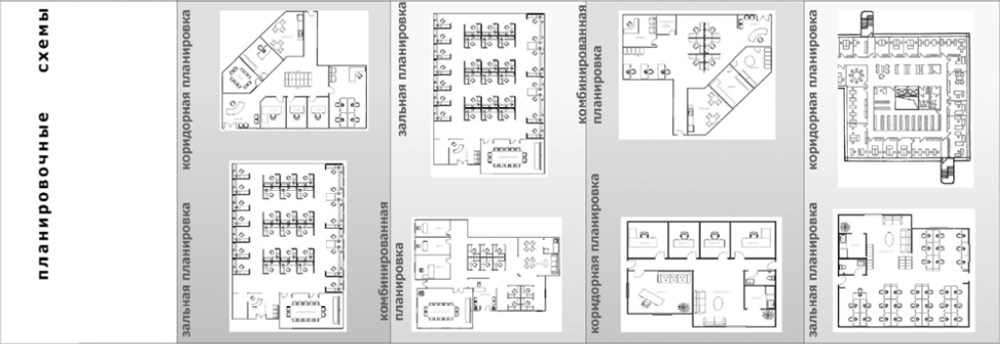 планировочные схемы
коридорная планировка
зальная планировка
зальная планировка
комбинированная
планировка
комбинированная
планировка
коридорная планировка
коридорная планировка
зальная планировка